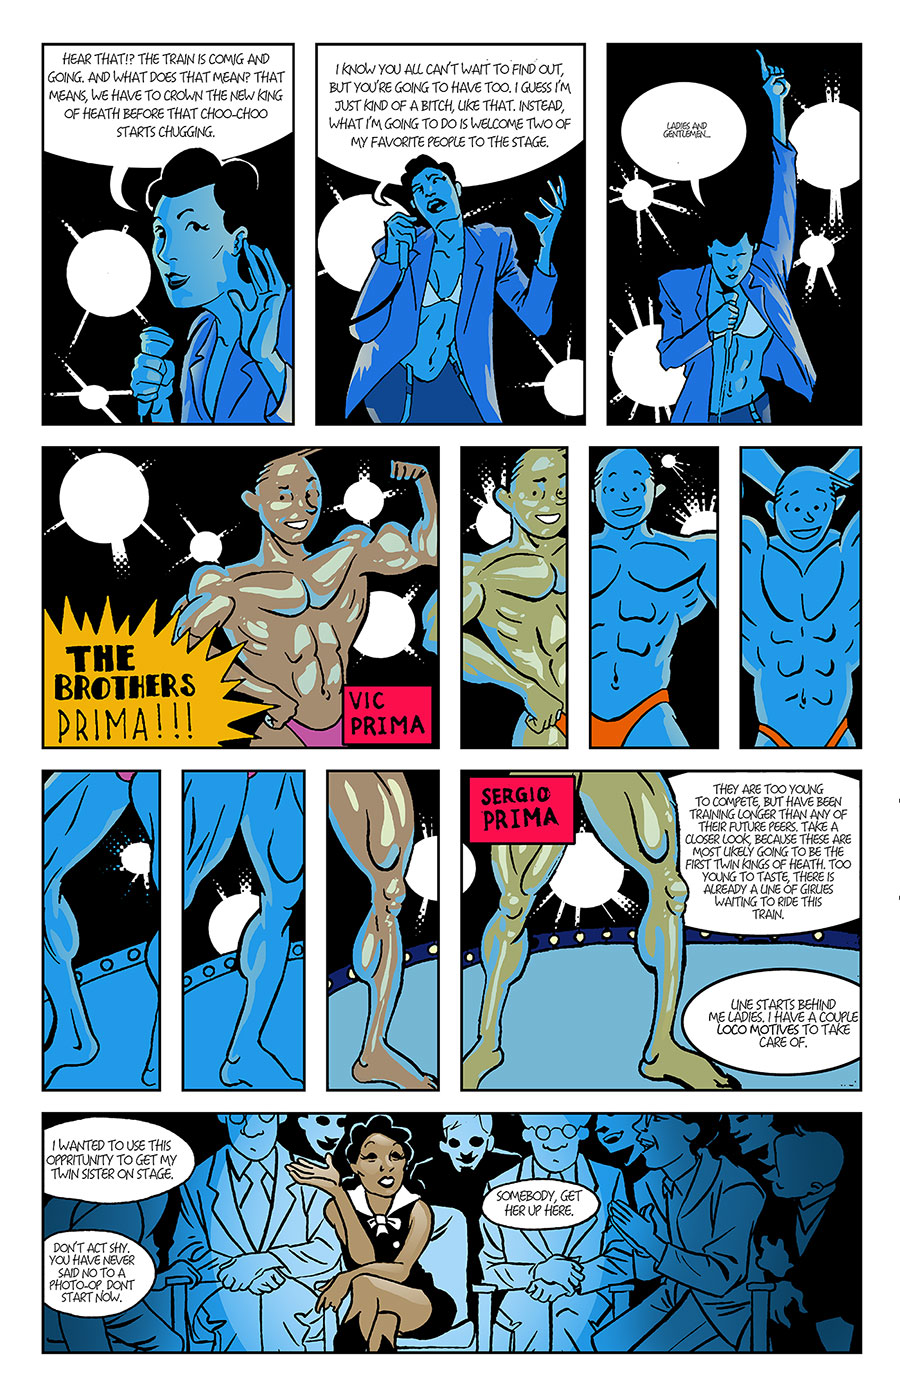 HEAR THAT!? THE TRAIN IS COMIG AND
GOING. AND WHAT DOES THAT MEAN? THAT
MEANS, WE HAVE TO CROWN THE NEW KING
OF HEATH BEFORE THAT CHOO-CHOO
STARTS CHUGGING.
I KNOW YOU ALL CAN'T WAIT TO FIND OUT,
BUT YOU'RE GOING TO HAVE TOO. I GUESS I'M
JUST KIND OF A BITCH, LIKE THAT. INSTEAD,
WHAT I'M GOING TO DO IS WELCOME TWO OF
MY FAVORITE PEOPLE TO THE STAGE.
LADIES AND
GENTLEMEN...
THE
BROTHERS
PRIMA!!!
VIC
PRIMA
SERGIO
PRIMA
THEY ARE TOO YOUNG
TO COMPETE, BUT HAVE BEEN
TRAINING LONGER THAN ANY OF
THEIR FUTURE PEERS. TAKE A
CLOSER LOOK, BECAUSE THESE ARE
MOST LIKELY GOING TO BE THE
FIRST TWIN KINGS OF HEATH. TOO
YOUNG TO TASTE, THERE IS
ALREADY A LINE OF GIRLIES
WAITING TO RIDE THIS
TRAIN.
LINE STARTS BEHIND
ME LADIES. I HAVE A COUPLE
LOCO MOTIVES TO TAKE
CARE OF.
I WANTED TO USE THIS
OPPRITUNITY TO GET MY
TWIN SISTER ON STAGE.
SOMEBODY, GET
HER UP HERE.
DON'T ACT SHY.
YOU HAVE NEVER
SAID NO TO A
PHOTO-OP. DONT
START NOW.